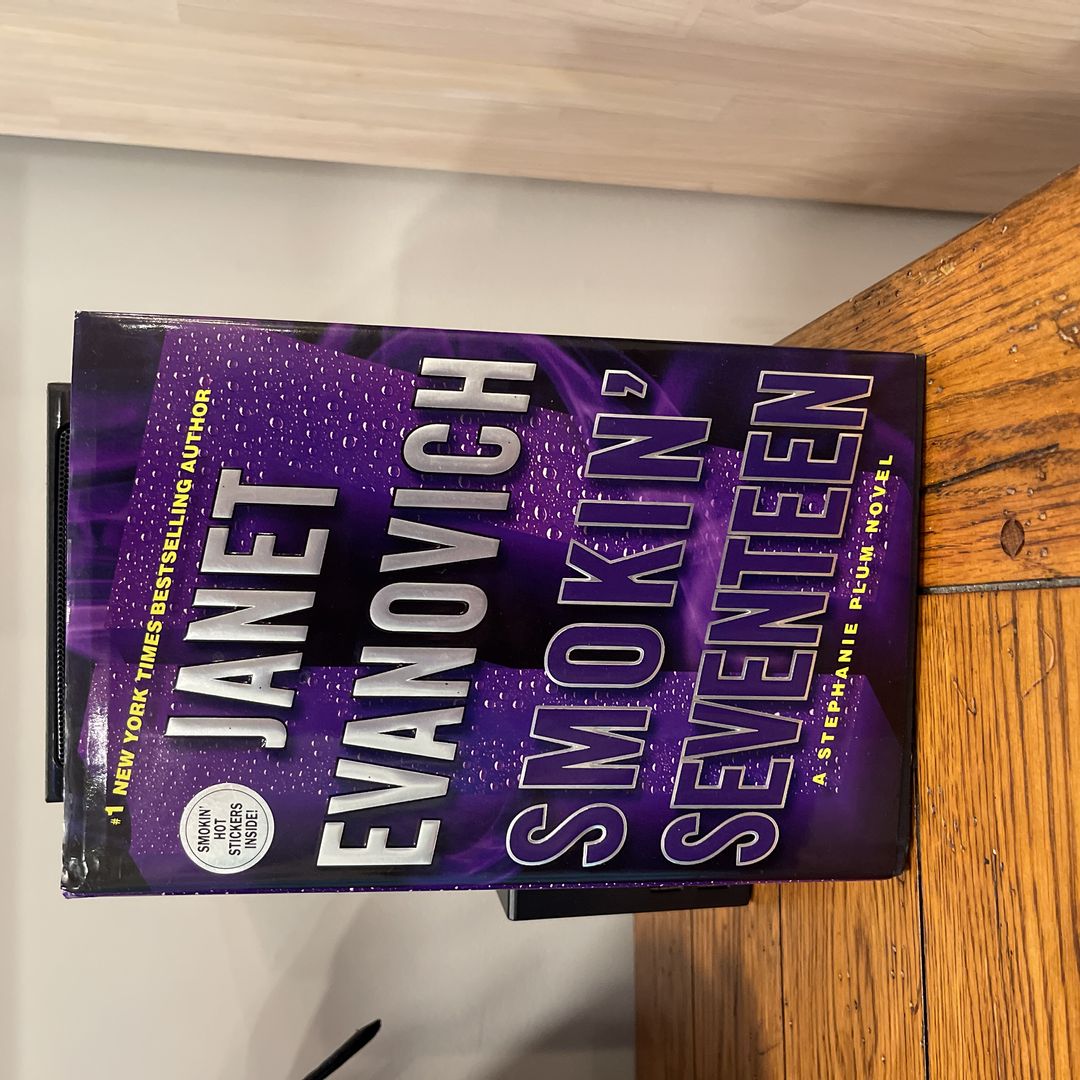 #1 NEW YORK TIMES BESTSELLING AUTHOR
JANET
EVANOVICH
SMOKIN'
HOT
STICKERS
INSIDE!
SMOKIN'
SEVENTEEN
A STEPHANIE PLUM NOVEL